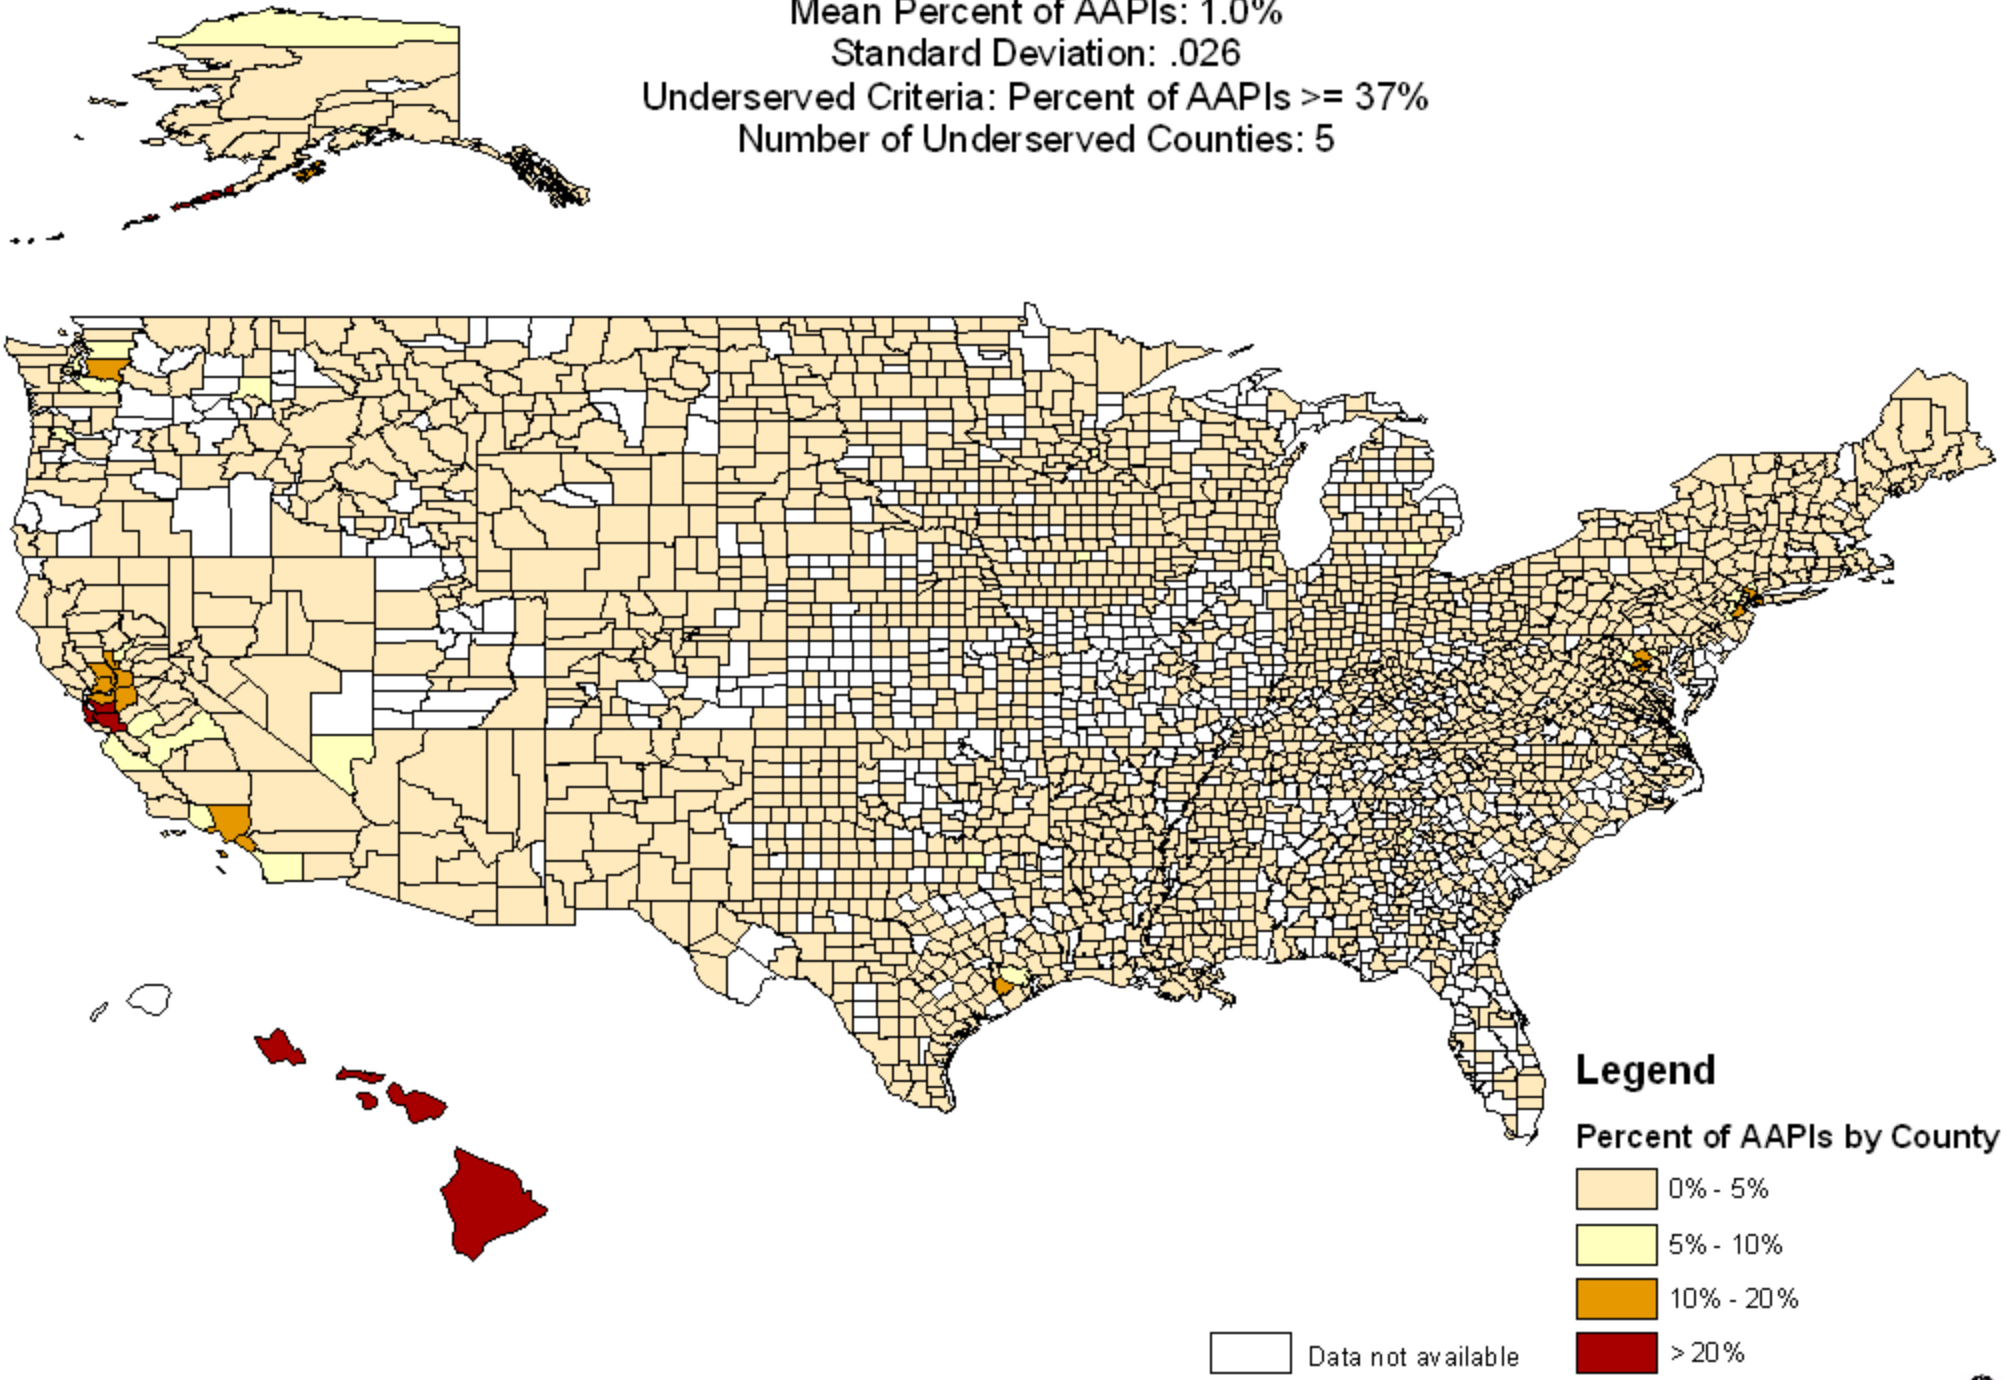 Mean Percent of AAPIs: 1.0%
Standard Deviation: .026
Underserved Criteria: Percent of AAPIs >= 37%
Number of Underserved Counties: 5
Legend
Percent of AAPIs by County
0% - 5%
5% - 10%
10% - 20%
> 20%
Data not available